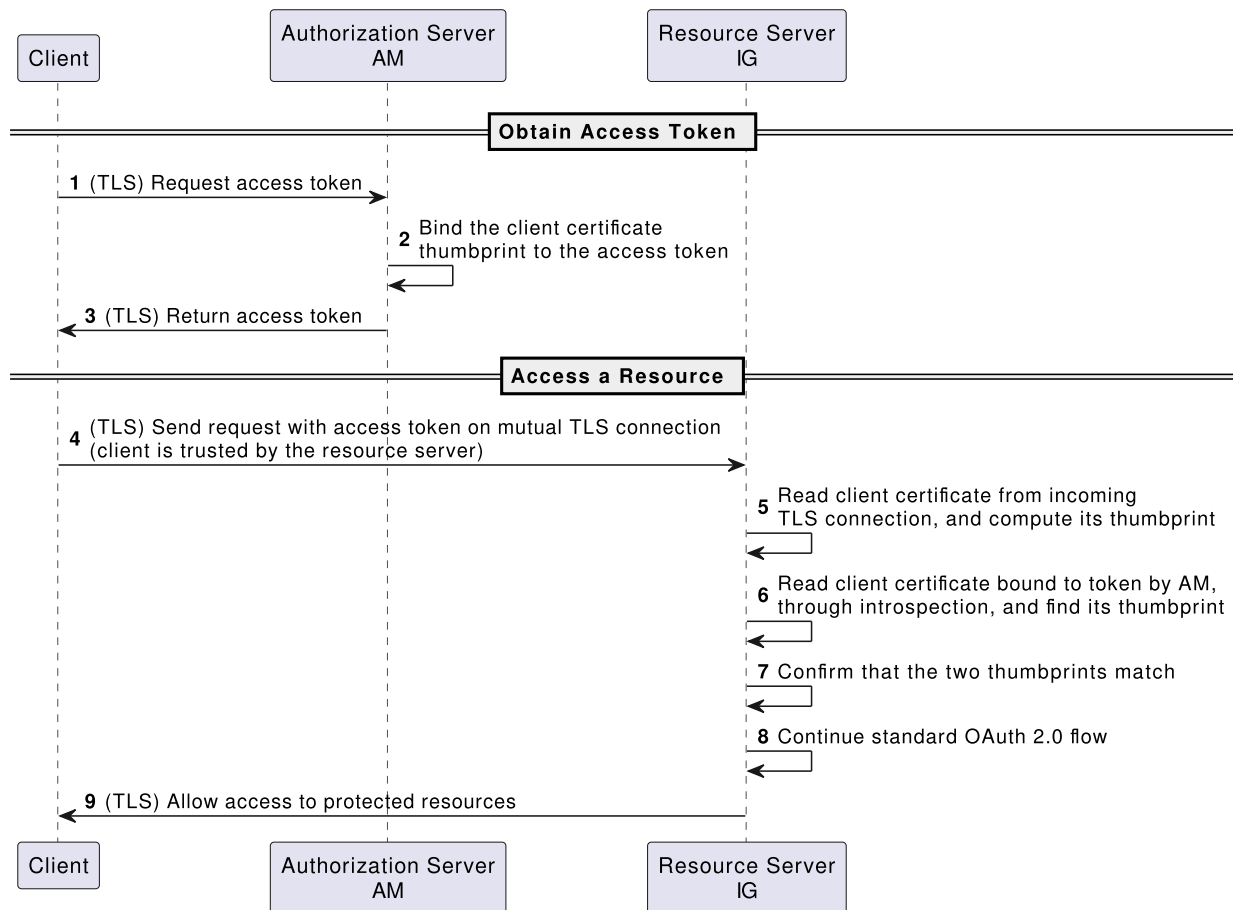 Client
Authorization Server
AM
Resource Server
IG
Obtain Access Token
1 (TLS) Request access token
2 Bind the client certificate
thumbprint to the access token
3 (TLS) Return access token
Access a Resource
4 (TLS) Send request with access token on mutual TLS connection
(client is trusted by the resource server)
5 Read client certificate from incoming
TLS connection, and compute its thumbprint
6 Read client certificate bound to token by AM,
through introspection, and find its thumbprint
7 Confirm that the two thumbprints match
8 Continue standard OAuth 2.0 flow
9 (TLS) Allow access to protected resources
Client
Authorization Server
AM
Resource Server
IG